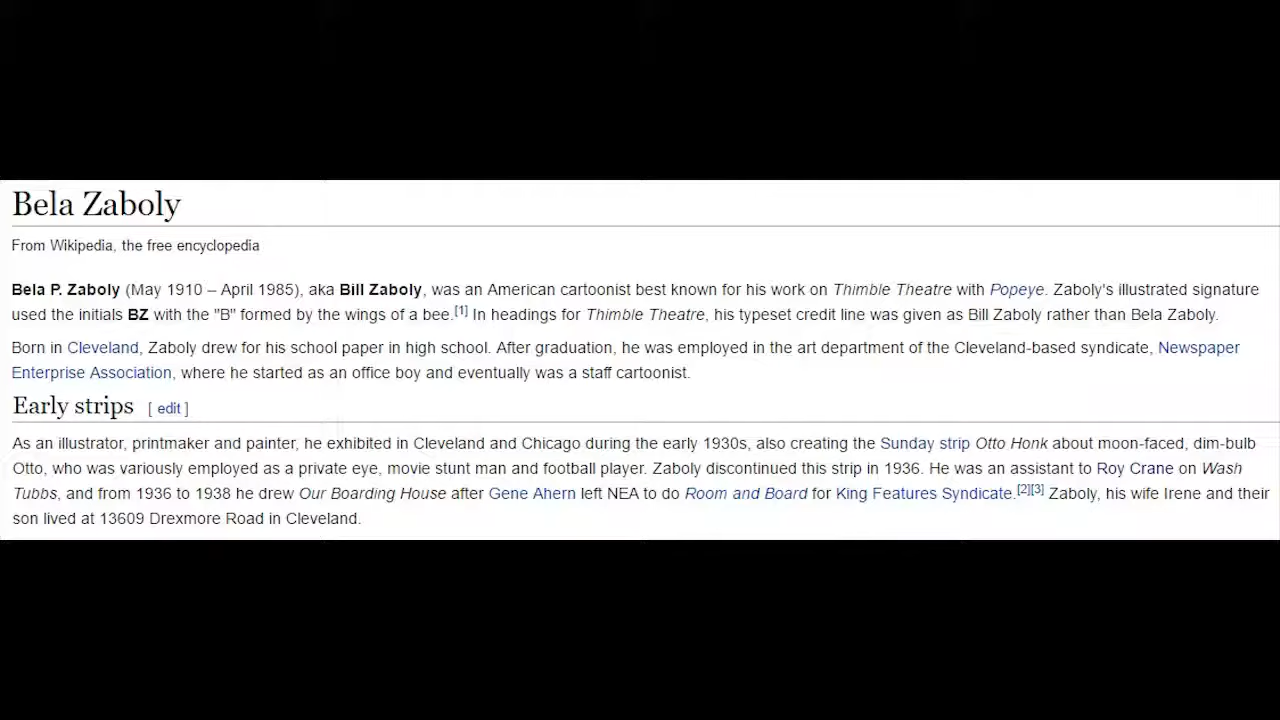 Bela Zaboly
From Wikipedia, the free encyclopedia
Bela P. Zaboly (May 1910 – April 1985), aka Bill Zaboly, was an American cartoonist best known for his work on Thimble Theatre with Popeye. Zaboly's illustrated signature
used the initials BZ with the "B" formed by the wings of a bee.[1] In headings for Thimble Theatre, his typeset credit line was given as Bill Zaboly rather than Bela Zaboly.
Born in Cleveland, Zaboly drew for his school paper in high school. After graduation, he was employed in the art department of the Cleveland-based syndicate, Newspaper
Enterprise Association, where he started as an office boy and eventually was a staff cartoonist.
Early strips [ edit ]
As an illustrator, printmaker and painter, he exhibited in Cleveland and Chicago during the early 1930s, also creating the Sunday strip Otto Honk about moon-faced, dim-bulb
Otto, who was variously employed as a private eye, movie stunt man and football player. Zaboly discontinued this strip in 1936. He was an assistant to Roy Crane on Wash
Tubbs, and from 1936 to 1938 he drew Our Boarding House after Gene Ahern left NEA to do Room and Board for King Features Syndicate.[2][3] Zaboly, his wife Irene and their
son lived at 13609 Drexmore Road in Cleveland.